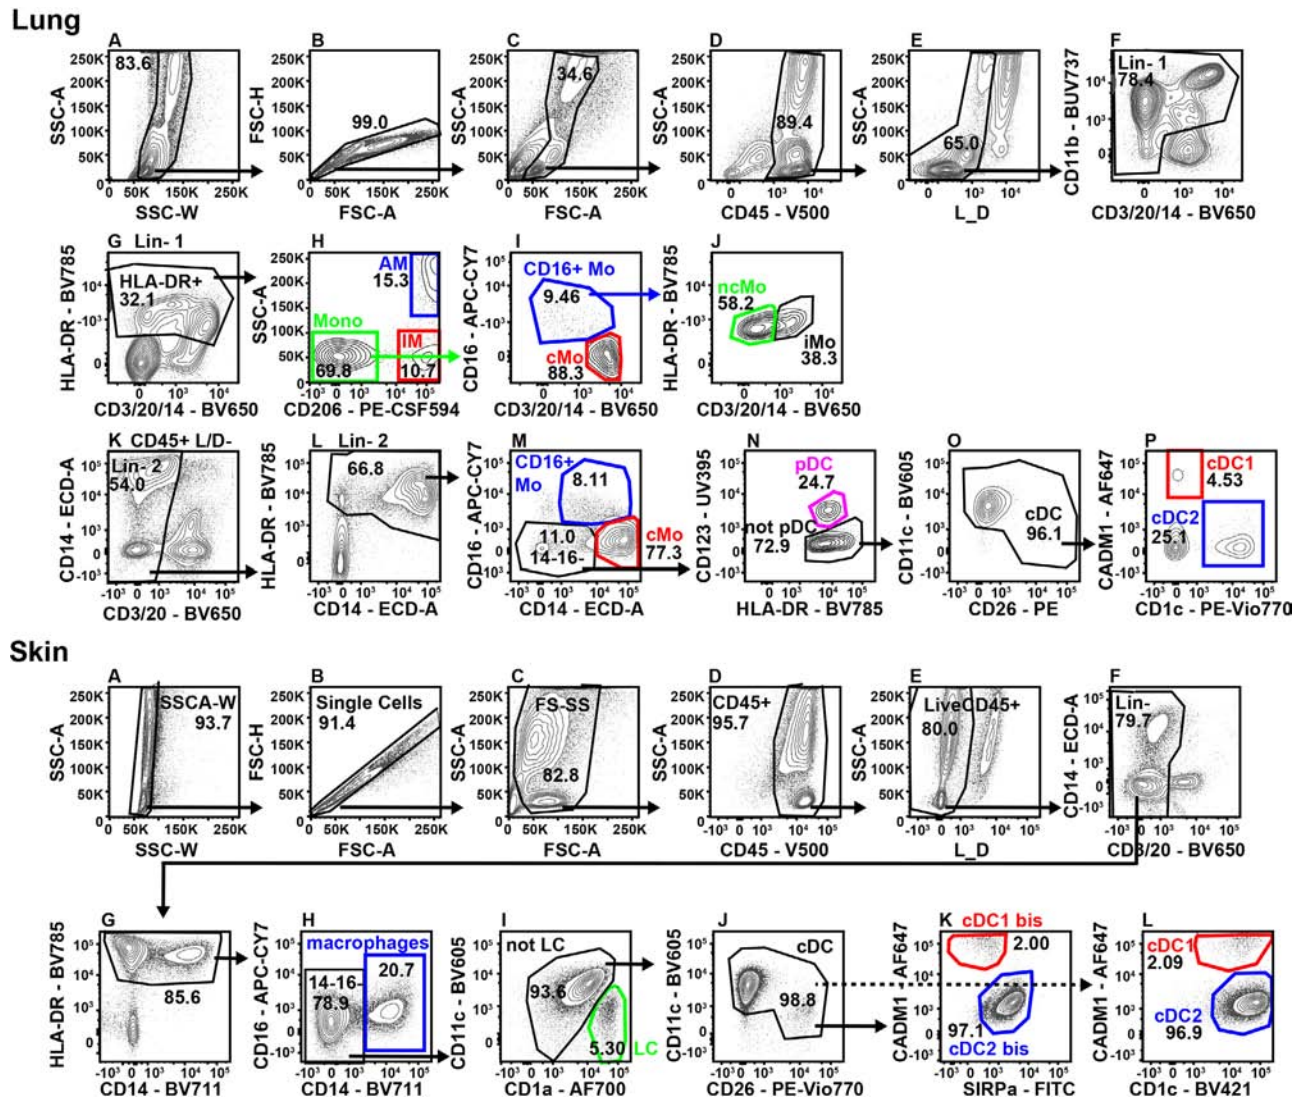 Lung
A B C D E F
83.6 99.0 34.6 89.4 65.0 Lin- 1
78.4
SSC-A FSC-H SSC-A SSC-A SSC-A CD11b - BUV737
250K 200K 150K 100K 50K 0
0 50K 150K 250K
10³ 10⁴
SSC-W FSC-A FSC-A CD45 - V500 L_D CD3/20/14 - BV650
G Lin- 1 H I J
HLA-DR+ 32.1
AM 15.3
Mono 69.8
IM 10.7
CD16+ Mo 9.46
cMo 88.3
ncMo 58.2
iMo 38.3
HLA-DR - BV785 SSC-A CD16 - APC-CY7 HLA-DR - BV785
CD3/20/14 - BV650 CD206 - PE-CSF594 CD3/20/14 - BV650 CD3/20/14 - BV650
K CD45+ L/D- L Lin- 2 M N O P
Lin- 2 54.0
66.8
CD16+ Mo 8.11
cMo 77.3
11.0 14-16-
pDC 24.7
not pDC 72.9
cDC 96.1
cDC1 4.53
cDC2 25.1
CD14 - ECD-A HLA-DR - BV785 CD16 - APC-CY7 CD123 - UV395 CD11c - BV605 CADM1 - AF647
CD3/20 - BV650 CD14 - ECD-A CD14 - ECD-A HLA-DR - BV785 CD26 - PE CD1c - PE-Vio770
Skin
A B C D E F
SSCA-W 93.7
Single Cells 91.4
FS-SS 82.8
CD45+ 95.7
LiveCD45+ 80.0
Lin- 79.7
SSC-A FSC-H SSC-A SSC-A SSC-A CD14 - ECD-A
SSC-W FSC-A FSC-A CD45 - V500 L_D CD3/20 - BV650
G H I J K L
85.6
macrophages 20.7
14-16- 78.9
not LC 93.6
5.30 LC
cDC 98.8
cDC1 bis 2.00
97.1 cDC2 bis
cDC1 2.09
cDC2 96.9
HLA-DR - BV785 CD16 - APC-CY7 CD11c - BV605 CD11c - BV605 CADM1 - AF647 CADM1 - AF647
CD14 - BV711 CD14 - BV711 CD1a - AF700 CD26 - PE-Vio770 SIRPa - FITC CD1c - BV421